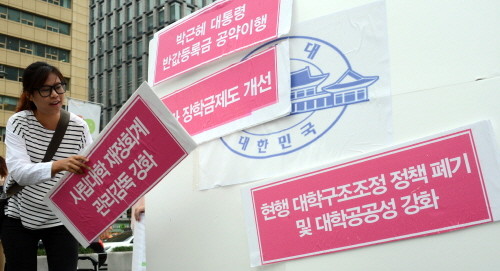 박근혜 대통령
반값등록금 공약이행
장학금제도 개선
대
대한민국
사립대학 재정회계
관리감독 강화
현행 대학구조조정 정책 폐기
및 대학공공성 강화